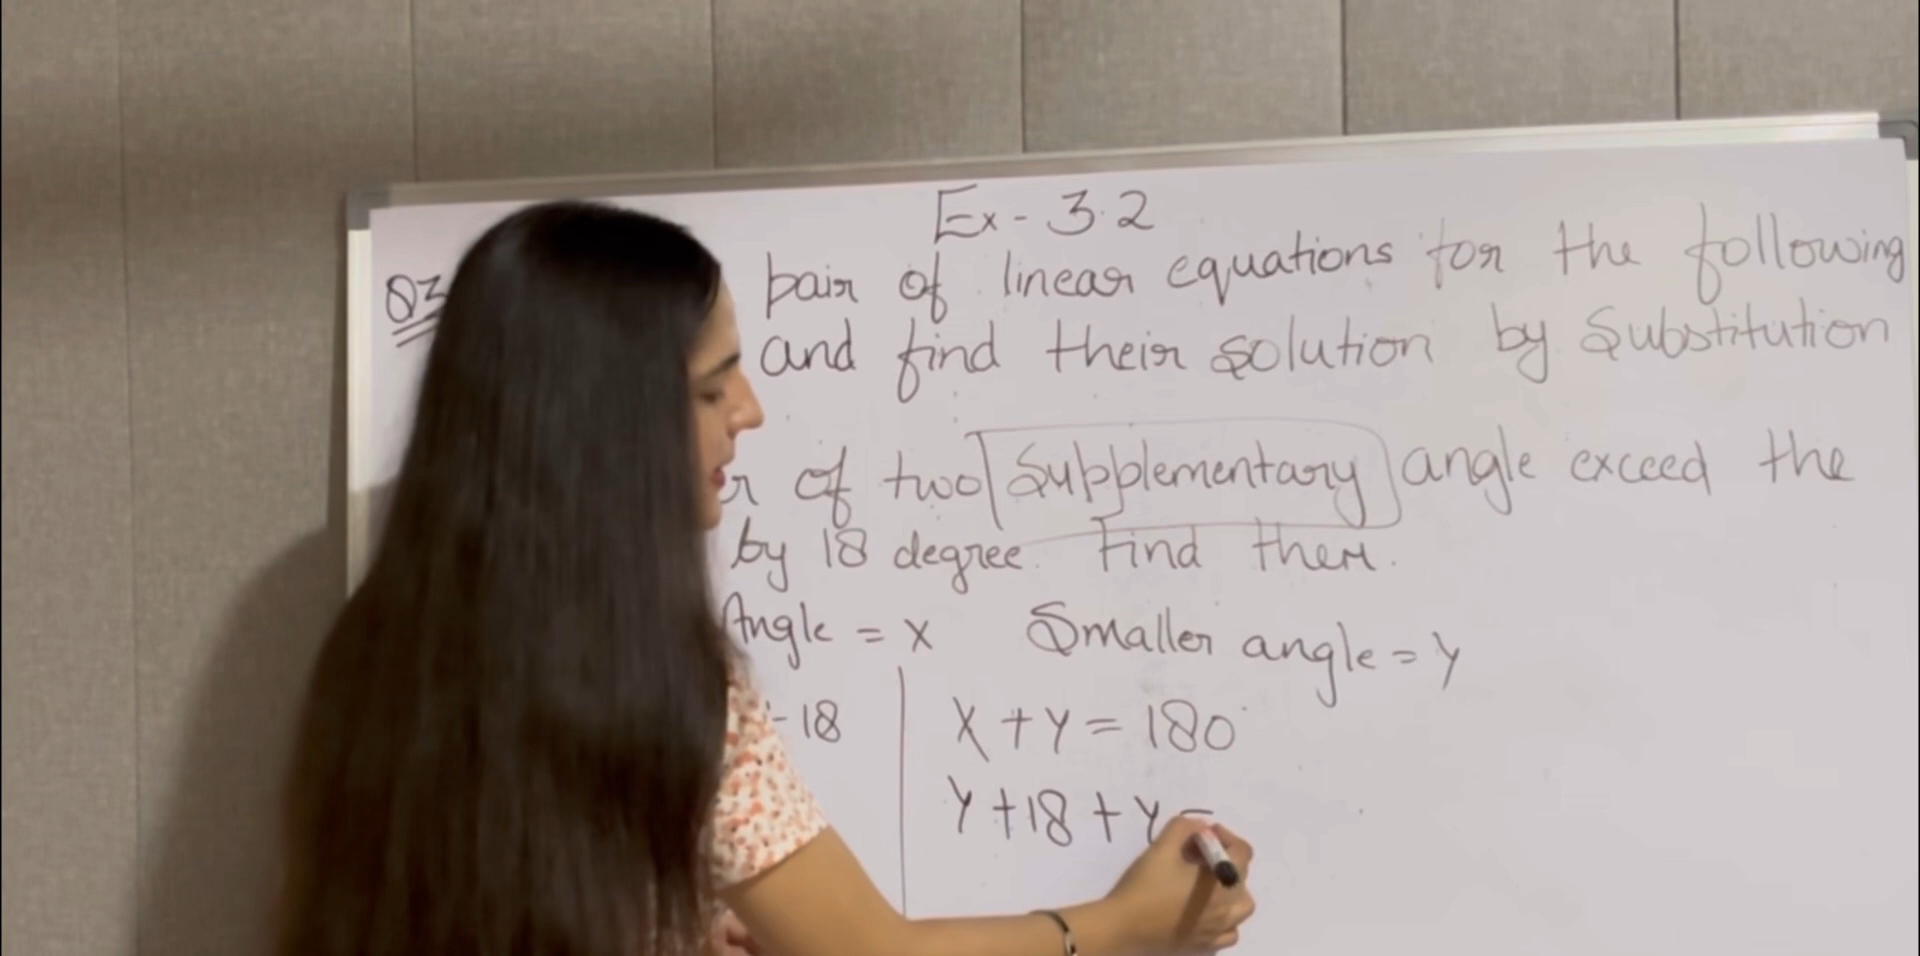 Ex - 3.2
Q3 pair of linear equations for the following
and find their solution by Substitution
of two Supplementary angle exceed the
by 18 degree. Find them.
Angle = x Smaller angle = y
18
x + y = 180°
y + 18 + y =